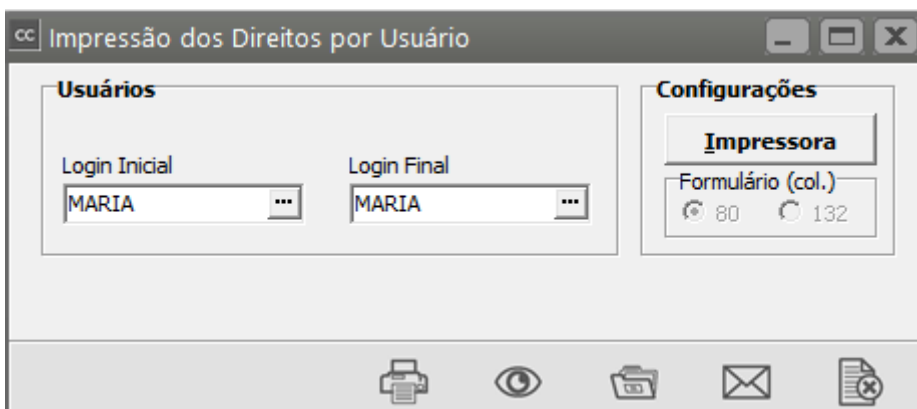 cc Impressão dos Direitos por Usuário
Usuários
Login Inicial
MARIA ...
Login Final
MARIA ...
Configurações
Impressora
Formulário (col.)
80 132